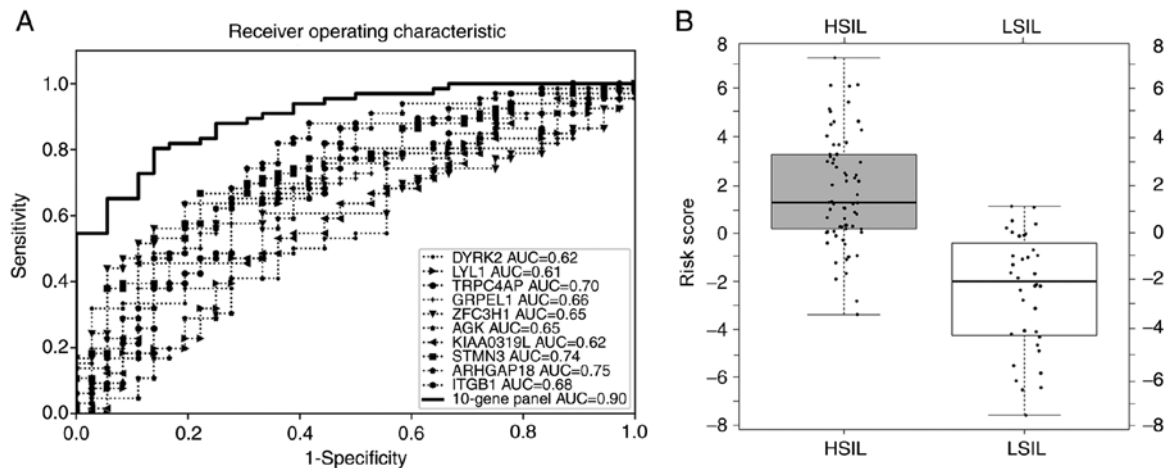 A
Receiver operating characteristic
Sensitivity
1.0
0.8
0.6
0.4
0.2
0.0
0.0 0.2 0.4 0.6 0.8 1.0
1-Specificity
DYRK2 AUC=0.62
LYL1 AUC=0.61
TRPC4AP AUC=0.70
GRPEL1 AUC=0.66
ZFC3H1 AUC=0.65
AGK AUC=0.65
KIAA0319L AUC=0.62
STMN3 AUC=0.74
ARHGAP18 AUC=0.75
ITGB1 AUC=0.68
10-gene panel AUC=0.90
B
HSIL LSIL
Risk score
8 8
6 6
4 4
2 2
0 0
−2 −2
−4 −4
−6 −6
−8 −8
HSIL LSIL